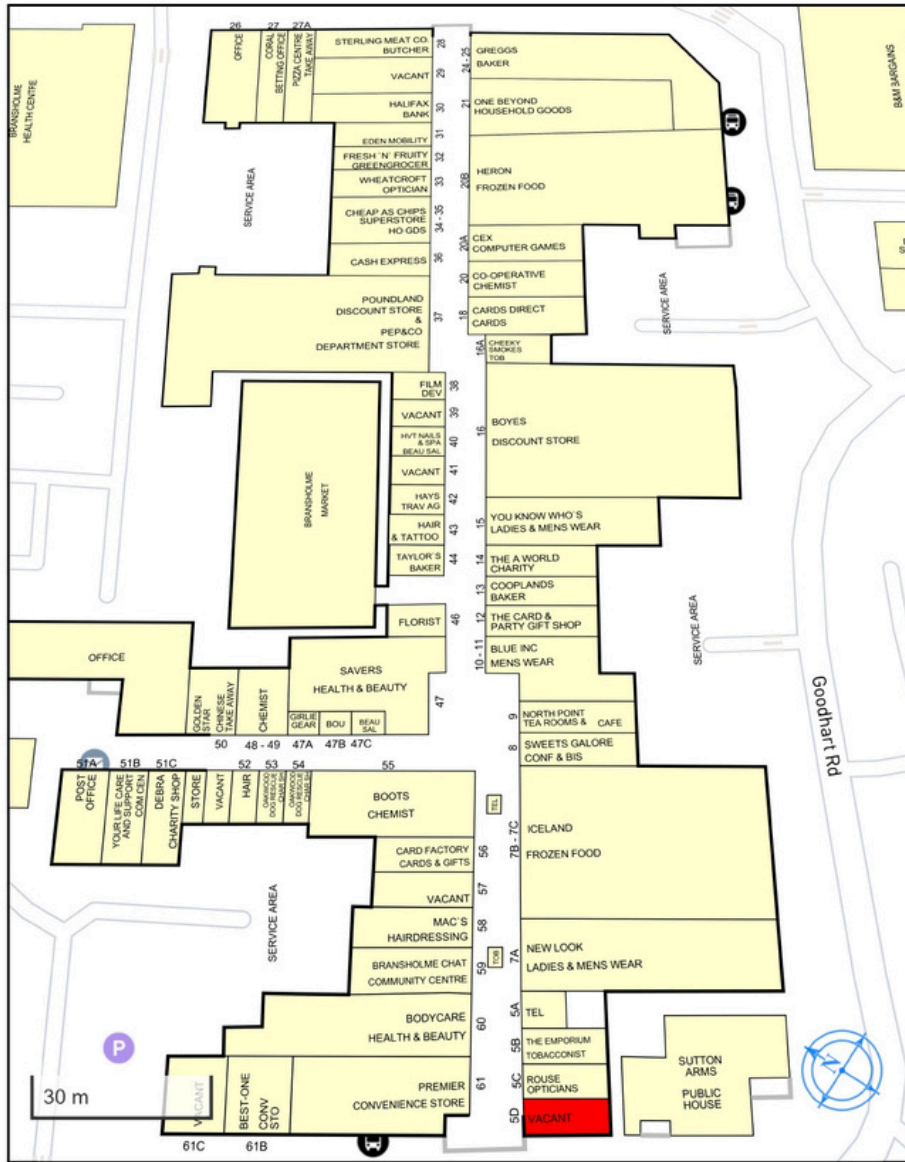 26
27
27A
OFFICE
CORAL
BETTING OFFICE
PIZZA CENTRE
TAKE AWAY
STERLING MEAT CO.
BUTCHER
28
VACANT
29
HALIFAX
BANK
30
EDEN MOBILITY
31
FRESH `N` FRUITY
GREENGROCER
32
WHEATCROFT
OPTICIAN
33
CHEAP AS CHIPS
SUPERSTORE
HO GDS
34 - 35
CASH EXPRESS
36
POUNDLAND
DISCOUNT STORE
&
PEP&CO
DEPARTMENT STORE
37
24 - 25
GREGGS
BAKER
21
ONE BEYOND
HOUSEHOLD GOODS
20B
HERON
FROZEN FOOD
20A
CEX
COMPUTER GAMES
20
CO-OPERATIVE
CHEMIST
18
CARDS DIRECT
CARDS
16A
CHEEKY
SMOKES
TOB
BRANSHOLME
HEALTH CENTRE
B&M BARGAINS
SERVICE AREA
SERVICE AREA
FILM
DEV
38
VACANT
39
HVT NAILS
& SPA
BEAU SAL
40
VACANT
41
HAYS
TRAV AG
42
HAIR
& TATTOO
43
TAYLOR`S
BAKER
44
BRANSHOLME
MARKET
16
BOYES
DISCOUNT STORE
15
YOU KNOW WHO`S
LADIES & MENS WEAR
14
THE A WORLD
CHARITY
13
COOPLANDS
BAKER
12
THE CARD &
PARTY GIFT SHOP
10 - 11
BLUE INC
MENS WEAR
SERVICE AREA
Goodhart Rd
FLORIST
46
OFFICE
SAVERS
HEALTH & BEAUTY
47
GOLDEN
STAR
CHINESE
TAKE AWAY
CHEMIST
GIRLIE
GEAR
BOU
BEAU
SAL
50
48 - 49
47A
47B
47C
9
NORTH POINT
TEA ROOMS & CAFE
8
SWEETS GALORE
CONF & BIS
51A
51B
51C
52
53
54
55
POST
OFFICE
YOUR LIFE CARE
AND SUPPORT
COM CEN
DEBRA
CHARITY SHOP
STORE
VACANT
HAIR
OAKWOOD
DOG RESCUE
CHAR SH
OAKWOOD
DOG RESCUE
CHAR SH
BOOTS
CHEMIST
TEL
7B - 7C
ICELAND
FROZEN FOOD
CARD FACTORY
CARDS & GIFTS
56
VACANT
57
MAC`S
HAIRDRESSING
58
BRANSHOLME CHAT
COMMUNITY CENTRE
59
TOB
7A
NEW LOOK
LADIES & MENS WEAR
SERVICE AREA
BODYCARE
HEALTH & BEAUTY
60
5A
TEL
5B
THE EMPORIUM
TOBACCONIST
5C
ROUSE
OPTICIANS
5D
VACANT
SUTTON
ARMS
PUBLIC
HOUSE
N
P
30 m
VACANT
BEST-ONE
CONV
STO
PREMIER
CONVENIENCE STORE
61
61C
61B